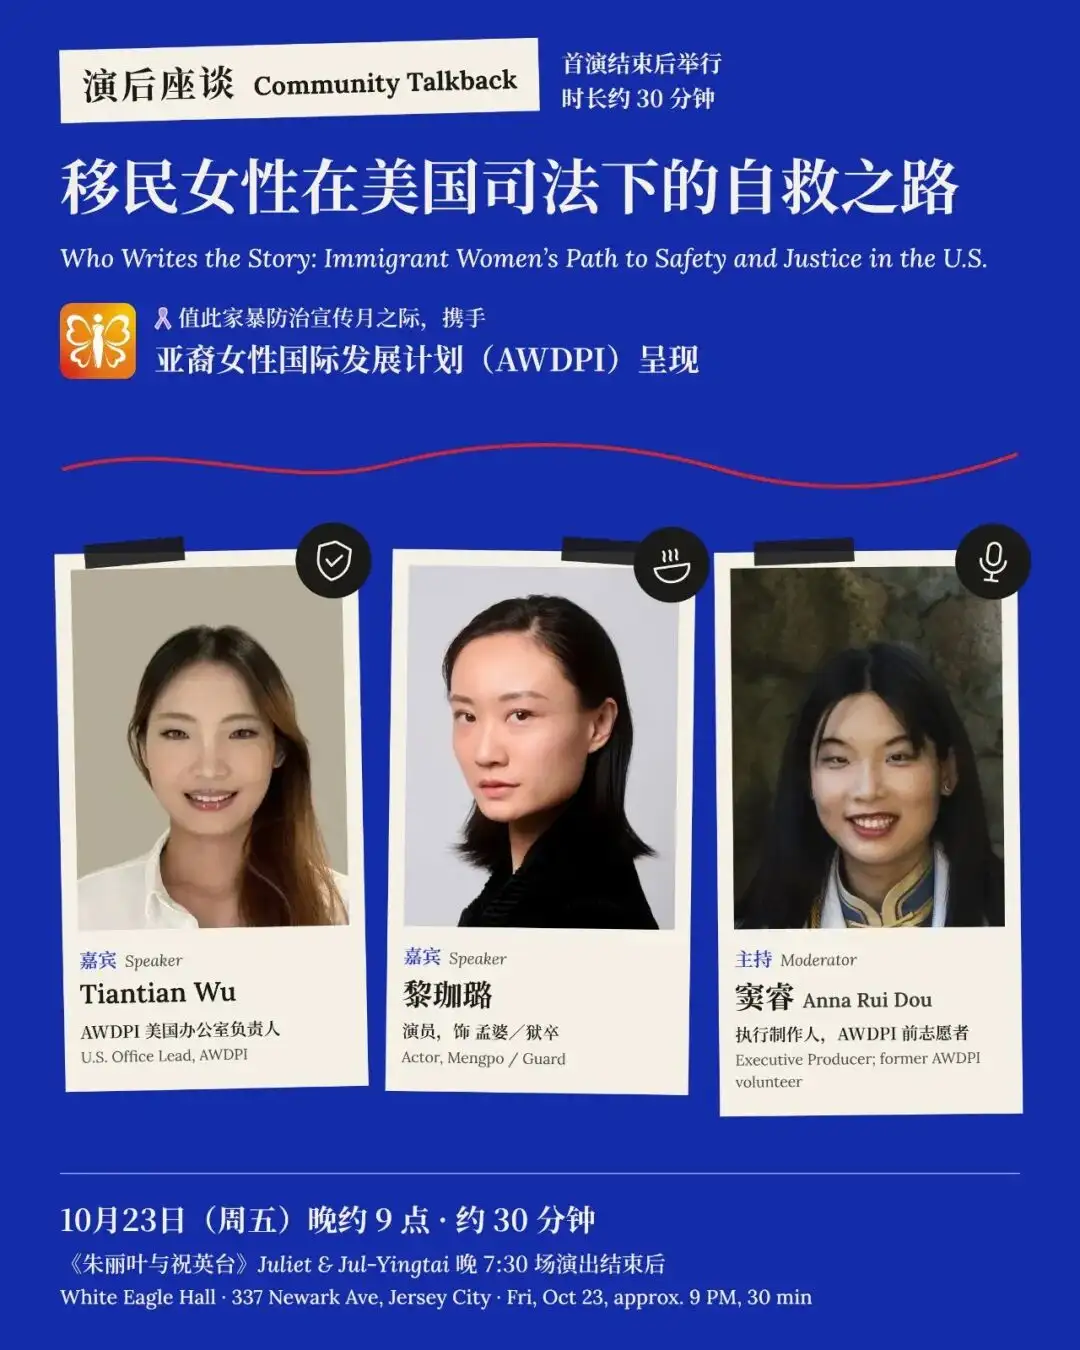 演后座谈 Community Talkback
首演结束后举行
时长约 30 分钟
移民女性在美国司法下的自救之路
Who Writes the Story: Immigrant Women's Path to Safety and Justice in the U.S.
值此家暴防治宣传月之际，携手
亚裔女性国际发展计划（AWDPI）呈现
嘉宾 Speaker
Tiantian Wu
AWDPI 美国办公室负责人
U.S. Office Lead, AWDPI
嘉宾 Speaker
黎珈璐
演员，饰 孟婆／狱卒
Actor, Mengpo / Guard
主持 Moderator
窦睿 Anna Rui Dou
执行制作人，AWDPI 前志愿者
Executive Producer; former AWDPI
volunteer
10月23日（周五）晚约 9 点 · 约 30 分钟
《朱丽叶与祝英台》Juliet & Jul-Yingtai 晚 7:30 场演出结束后
White Eagle Hall · 337 Newark Ave, Jersey City · Fri, Oct 23, approx. 9 PM, 30 min